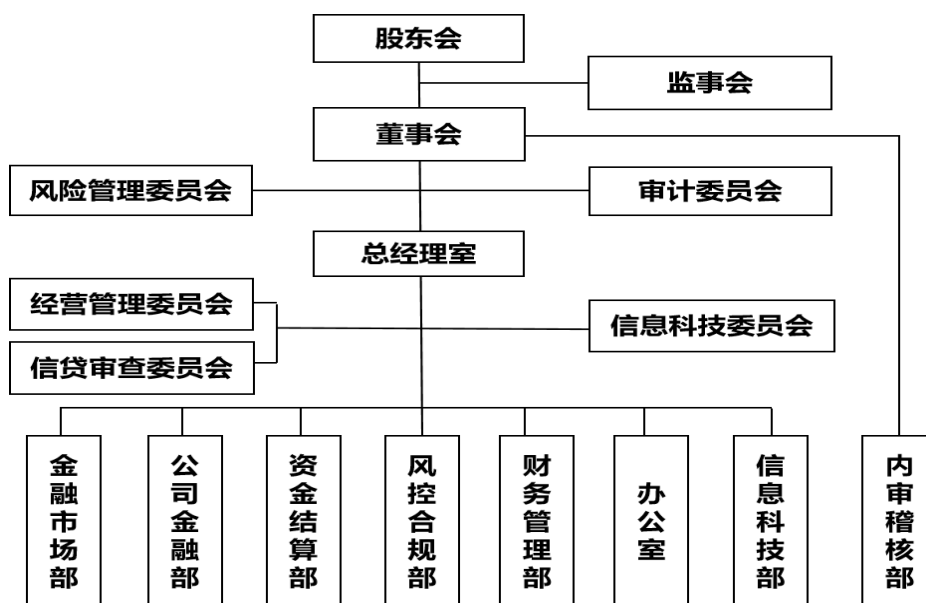 股东会
监事会
董事会
风险管理委员会
审计委员会
总经理室
经营管理委员会
信息科技委员会
信贷审查委员会
金融市场部
公司金融部
资金结算部
风控合规部
财务管理部
办公室
信息科技部
内审稽核部